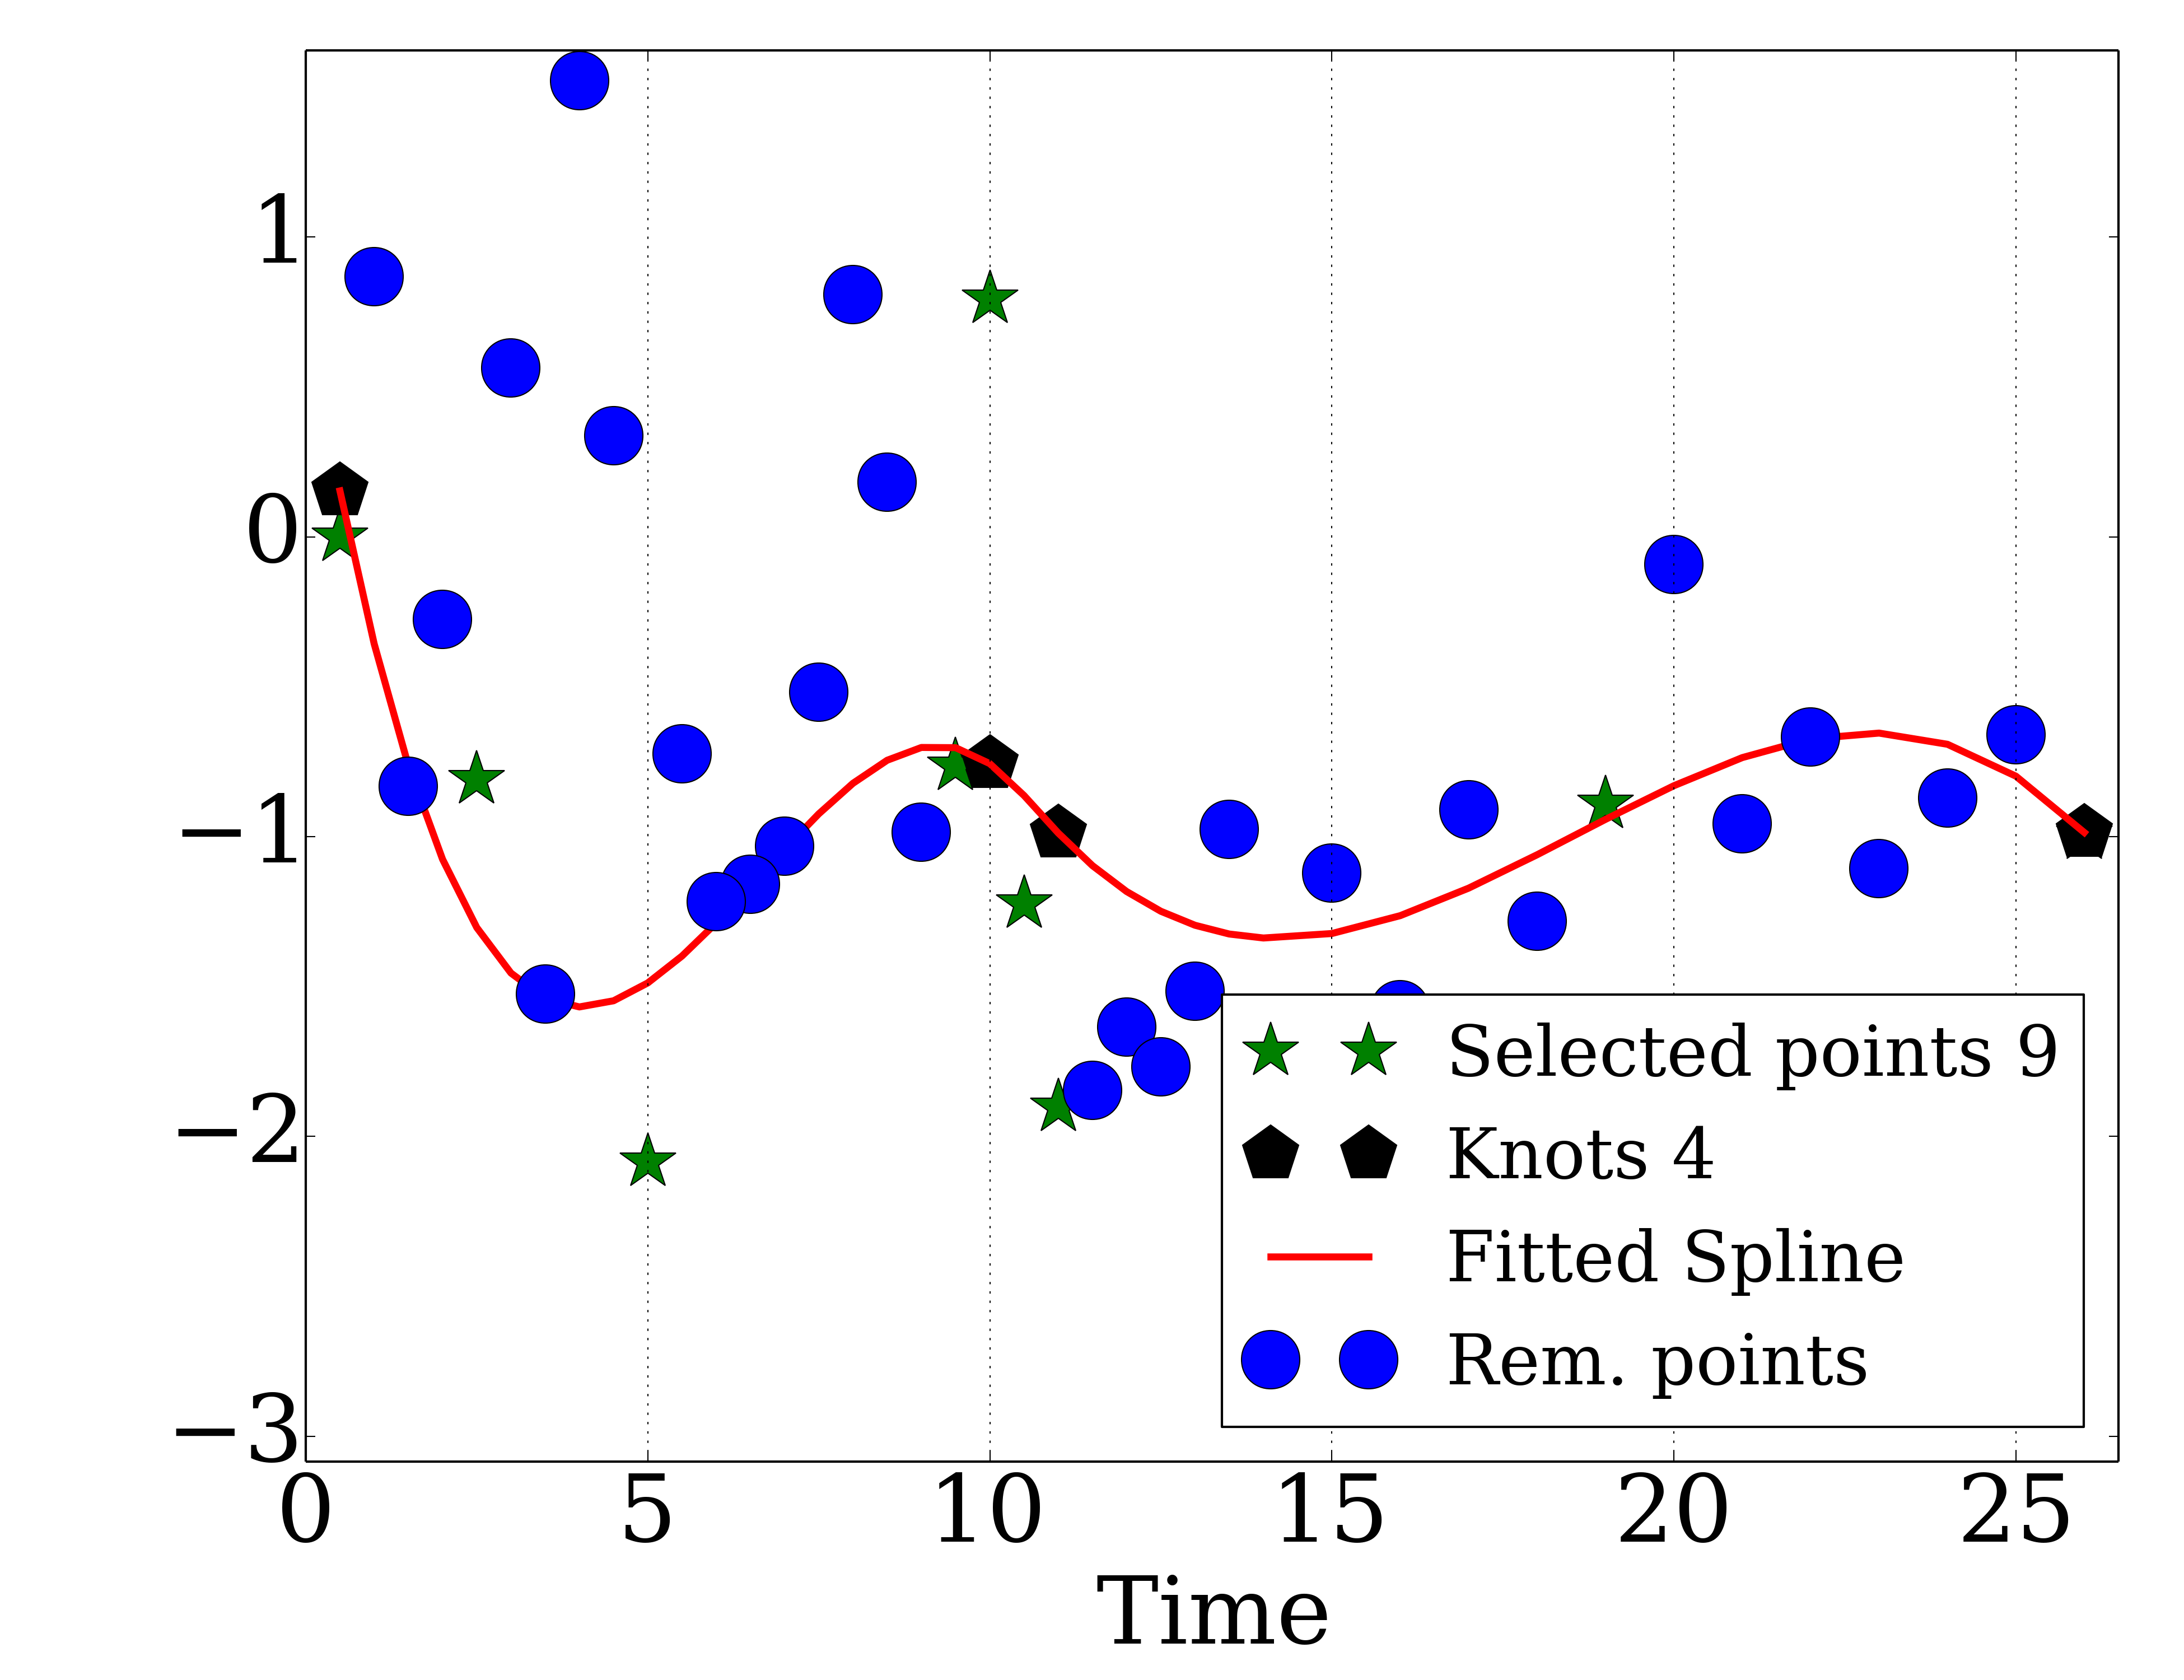 1
0
−1
−2
−3
0 5 10 15 20 25
Time
Selected points 9
Knots 4
Fitted Spline
Rem. points